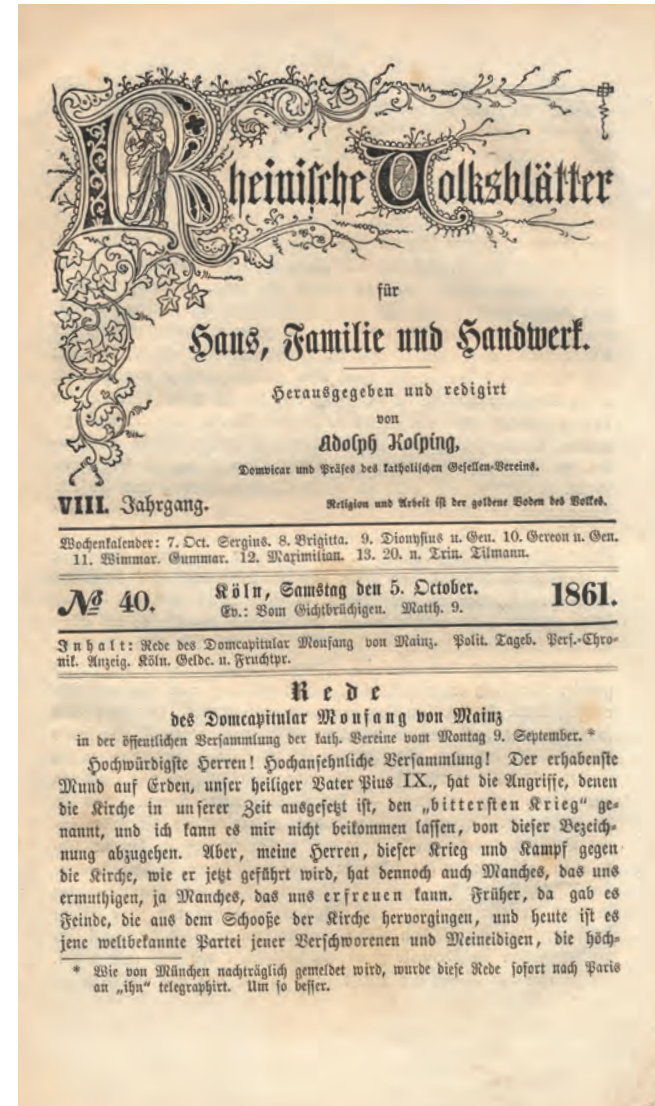 Rheinische Volksblätter
für
Haus, Familie und Handwerk.
Herausgegeben und redigirt
von
Adolph Kolping,
Domvicar und Präses des katholischen Gesellen-Vereins.
VIII. Jahrgang.
Religion und Arbeit ist der goldene Boden des Volkes.
Wochenkalender: 7. Oct. Sergius. 8. Brigitta. 9. Dionysius u. Gen. 10. Gereon u. Gen.
11. Wimmar. Gummar. 12. Maximilian. 13. 20. n. Trin. Tilmann.
№ 40.
Köln, Samstag den 5. October.
Ev.: Vom Gichtbrüchigen. Matth. 9.
1861.
Inhalt: Rede des Domcapitular Moufang von Mainz. Polit. Tageb. Pers.-Chro-
nik. Anzeig. Köln. Geldc. u. Fruchtpr.
Rede
des Domcapitular Moufang von Mainz
in der öffentlichen Versammlung der kath. Vereine vom Montag 9. September. *
Hochwürdigste Herren! Hochansehnliche Versammlung! Der erhabenste
Mund auf Erden, unser heiliger Vater Pius IX., hat die Angriffe, denen
die Kirche in unserer Zeit ausgesetzt ist, den „bittersten Krieg“ ge-
nannt, und ich kann es mir nicht beikommen lassen, von dieser Bezeich-
nung abzugehen. Aber, meine Herren, dieser Krieg und Kampf gegen
die Kirche, wie er jetzt geführt wird, hat dennoch auch Manches, das uns
ermuthigen, ja Manches, das uns erfreuen kann. Früher, da gab es
Feinde, die aus dem Schooße der Kirche hervorgingen, und heute ist es
jene weltbekannte Partei jener Verschworenen und Meineidigen, die höch-
* Wie von München nachträglich gemeldet wird, wurde diese Rede sofort nach Paris
an „ihn“ telegraphirt. Um so besser.